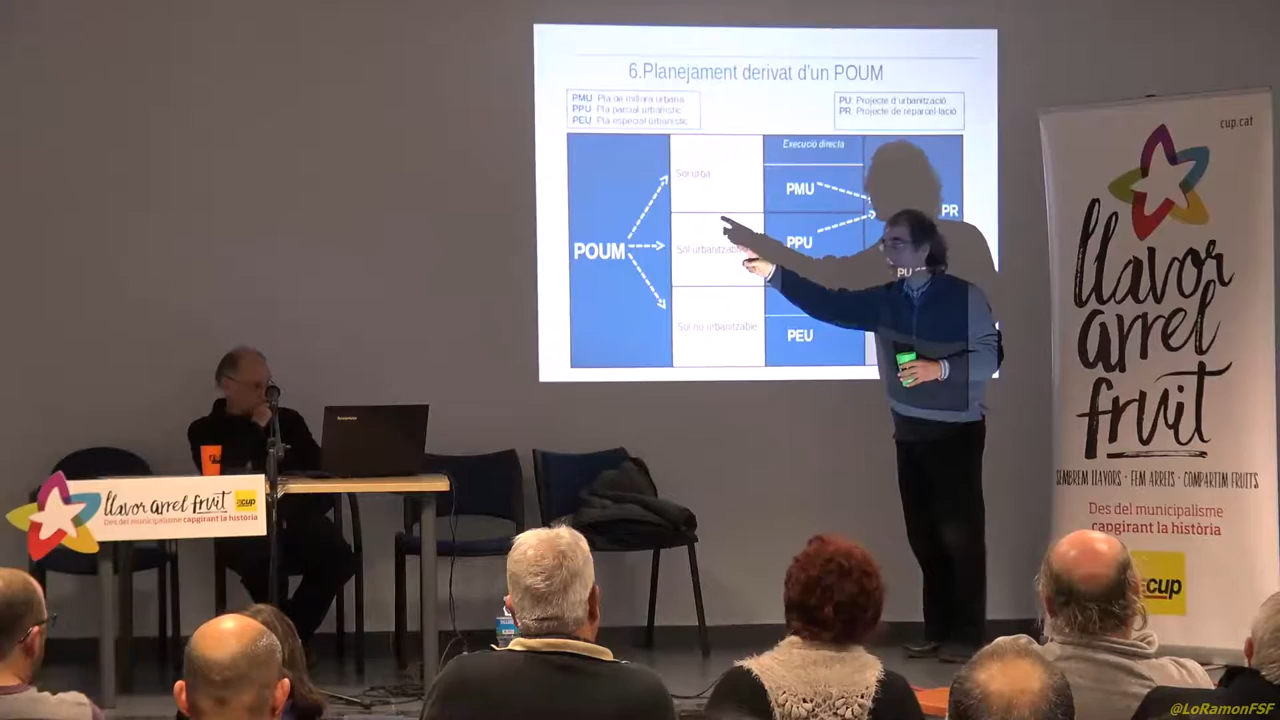 6.Planejament derivat d'un POUM
PMU: Pla de millora urbana
PPU: Pla parcial urbanístic
PEU: Pla especial urbanístic
PU: Projecte d'urbanització
PR: Projecte de reparcel·lació
Execució directa
Sòl urbà
PMU
PR
POUM
Sòl urbanitzable
PPU
PU
Sòl no urbanitzable
PEU
cup.cat
llavor
arrel
fruit
SEMBREM LLAVORS · FEM ARRELS · COMPARTIM FRUITS
Des del municipalisme
capgirant la història
cup
llavor arrel fruit
cup
Des del municipalisme capgirant la història
@LoRamonFSF